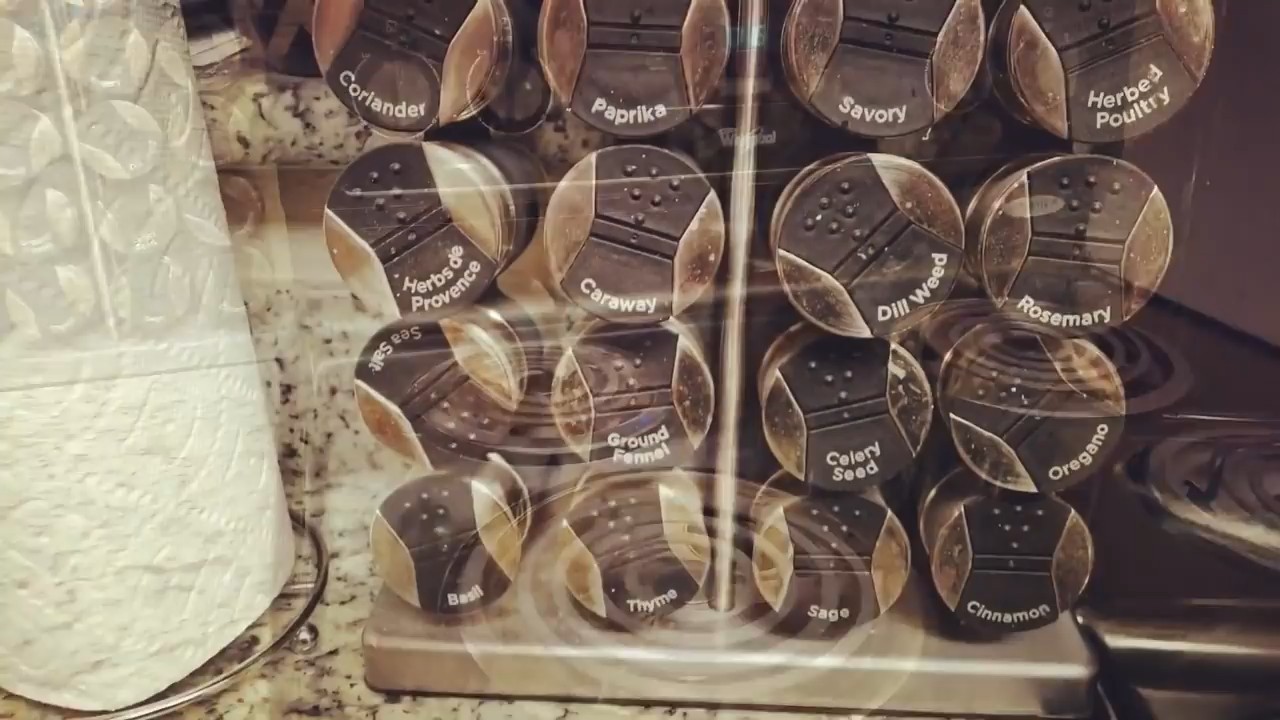 Coriander
Paprika
Savory
Herbed
Poultry
Whirlpool
Herbs de
Provence
Caraway
Dill Weed
Rosemary
Sea Salt
Ground
Fennel
Celery
Seed
Oregano
Basil
Thyme
Sage
Cinnamon